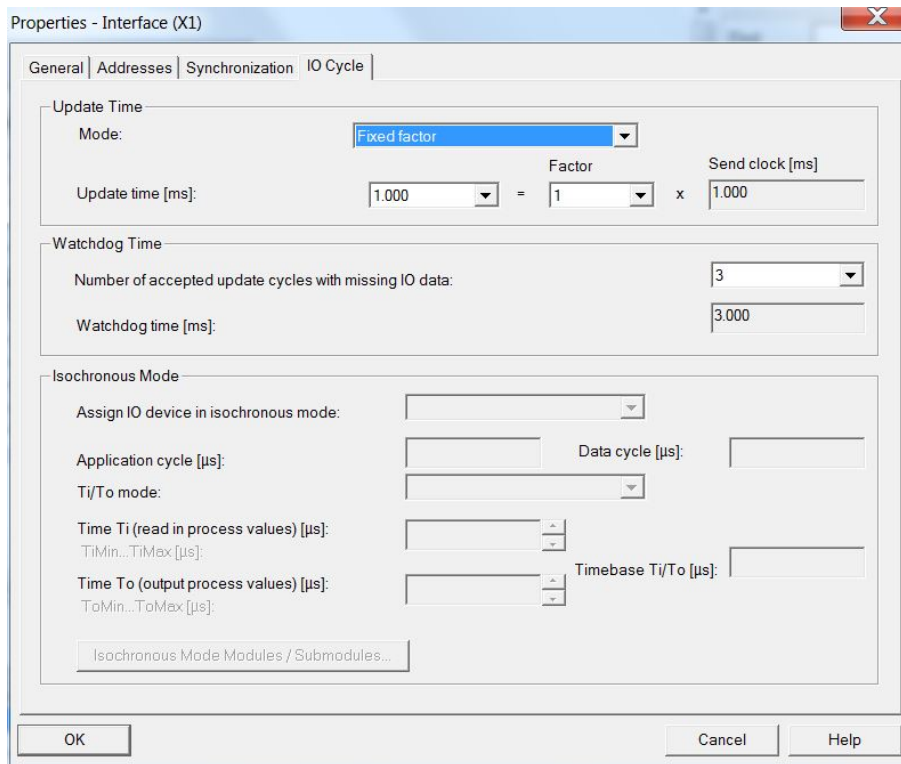 Properties - Interface (X1)
General Addresses Synchronization IO Cycle
Update Time
Mode: Fixed factor
Factor Send clock [ms]
Update time [ms]: 1.000 = 1 x 1.000
Watchdog Time
Number of accepted update cycles with missing IO data: 3
Watchdog time [ms]: 3.000
Isochronous Mode
Assign IO device in isochronous mode:
Application cycle [µs]: Data cycle [µs]:
Ti/To mode:
Time Ti (read in process values) [µs]:
TiMin...TiMax [µs]:
Timebase Ti/To [µs]:
Time To (output process values) [µs]:
ToMin...ToMax [µs]:
Isochronous Mode Modules / Submodules...
OK Cancel Help